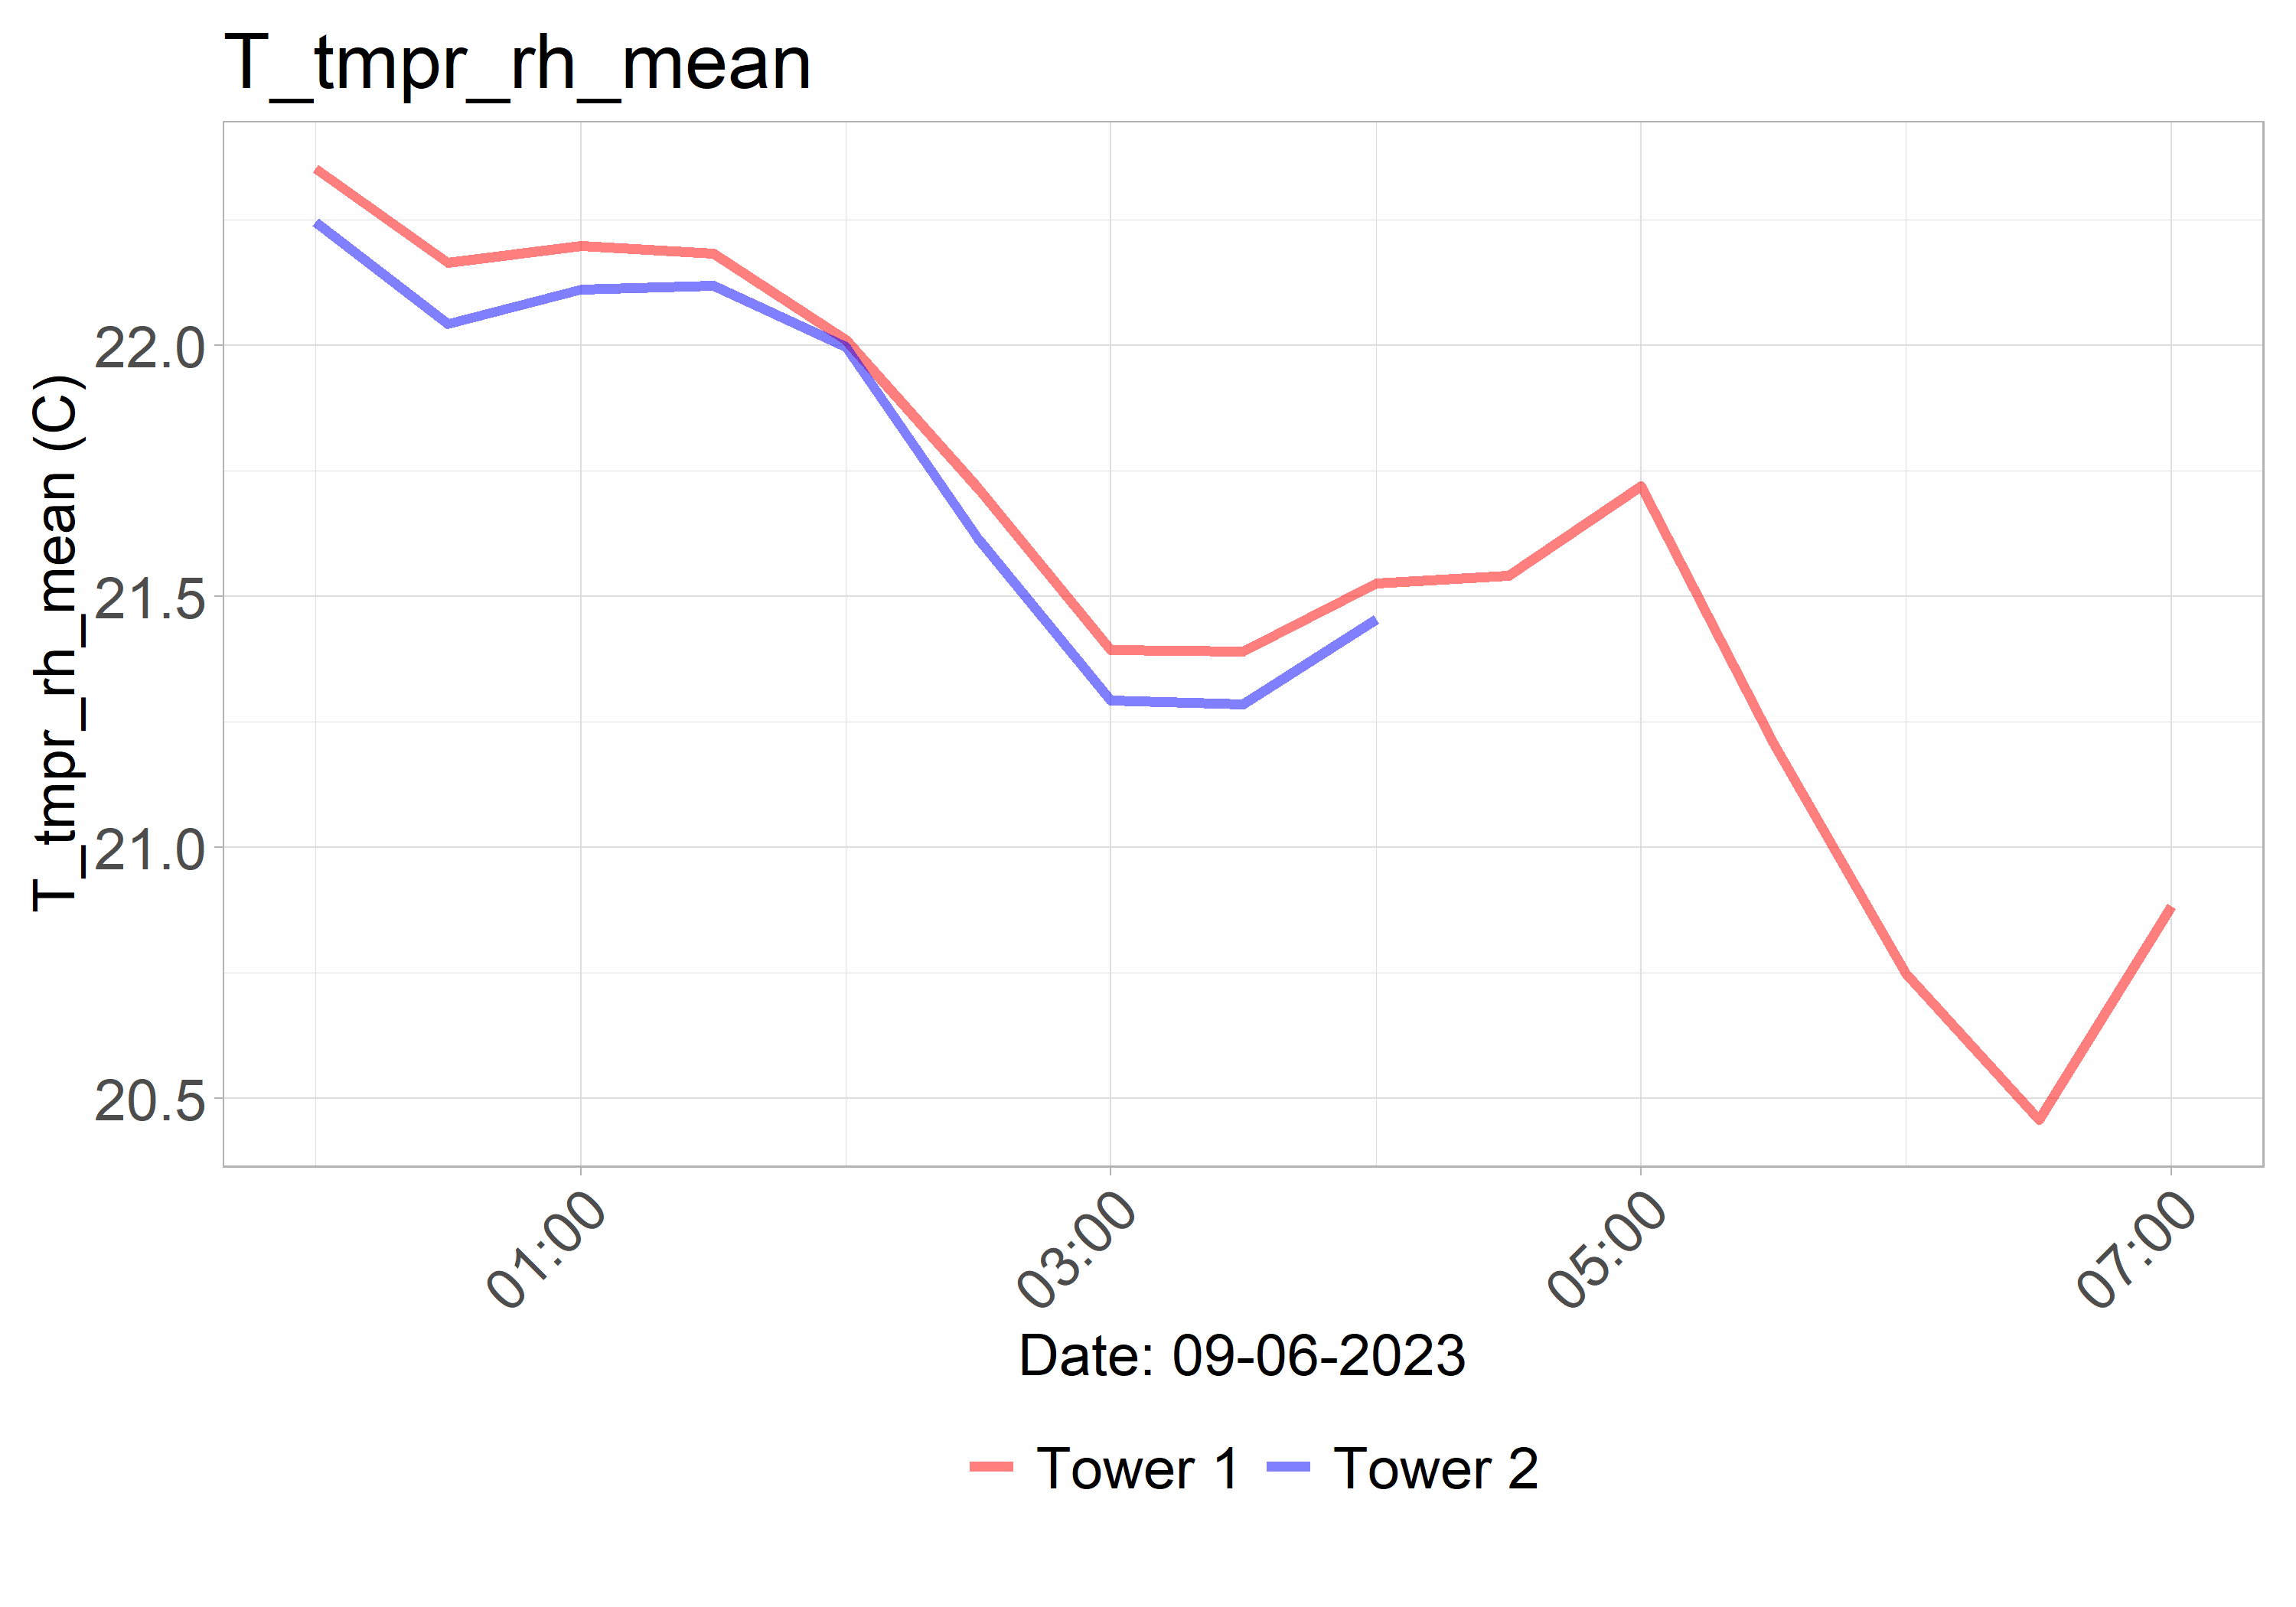 T_tmpr_rh_mean
T_tmpr_rh_mean (C)
22.0
21.5
21.0
20.5
01:00
03:00
05:00
07:00
Date: 09-06-2023
Tower 1
Tower 2